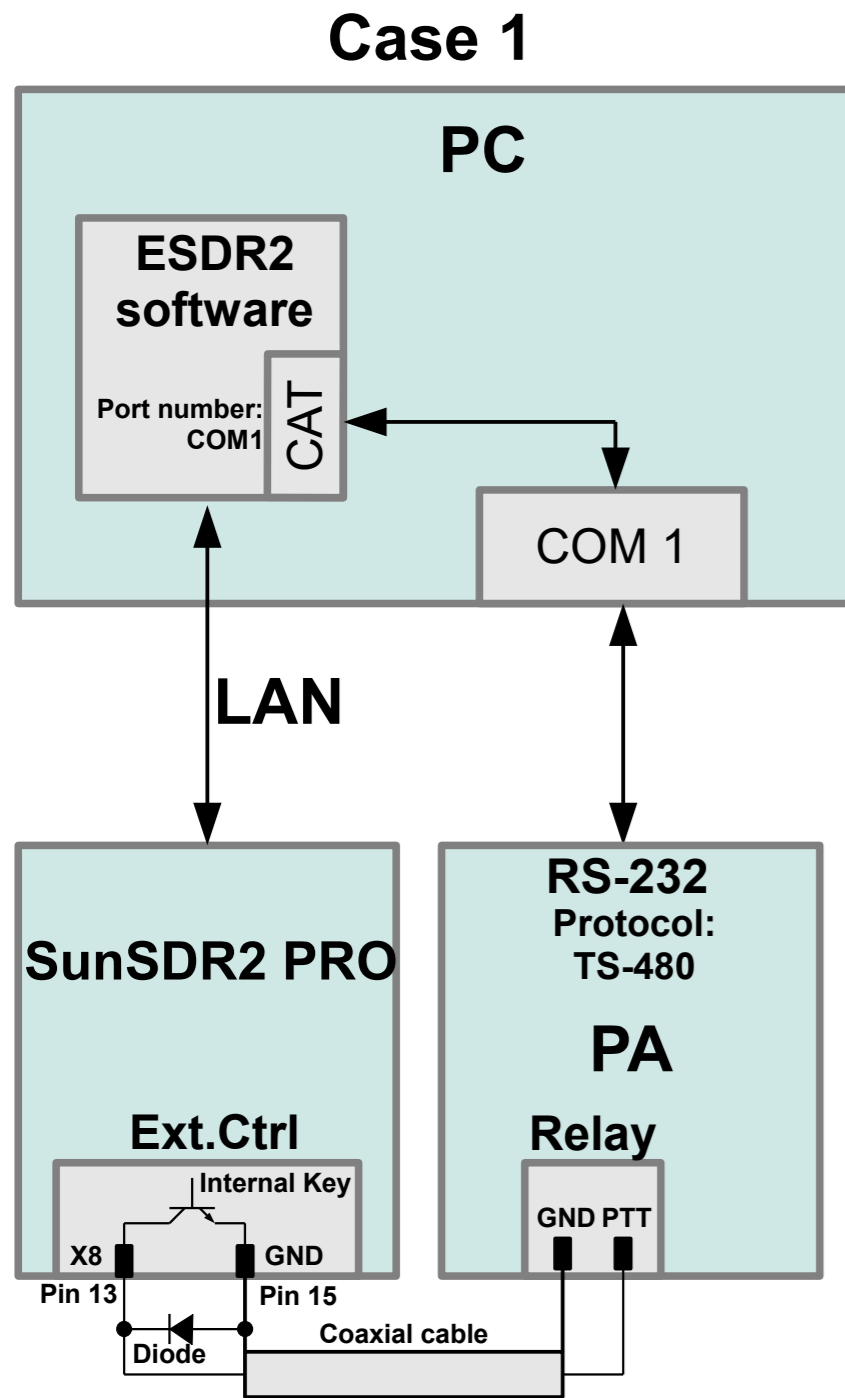 Case 1
PC
ESDR2
software
Port number:
COM1
CAT
COM 1
LAN
SunSDR2 PRO
RS-232
Protocol:
TS-480
PA
Ext.Ctrl
Relay
Internal Key
X8
GND
GND PTT
Pin 13
Pin 15
Diode
Coaxial cable